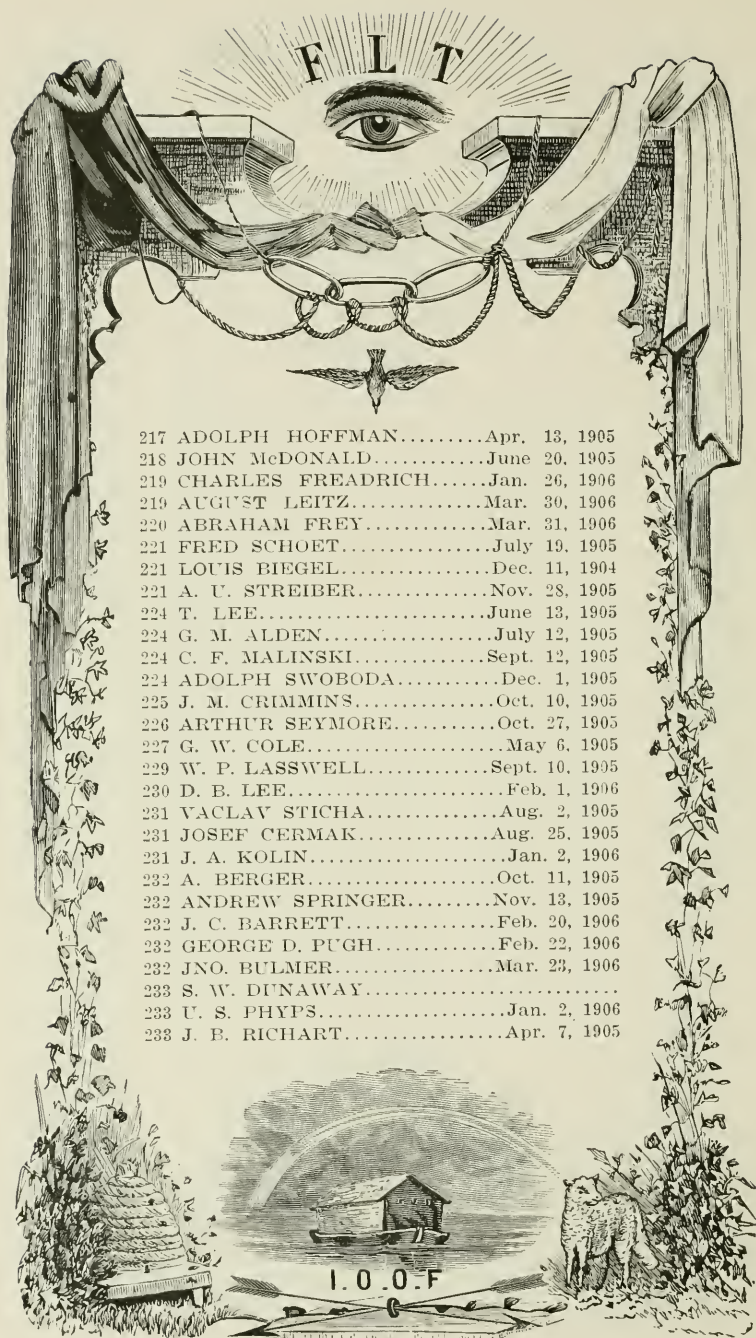 F L T
217 ADOLPH HOFFMAN.........Apr. 13, 1905
218 JOHN McDONALD............June 20, 1905
219 CHARLES FREADRICH......Jan. 26, 1906
219 AUGUST LEITZ..............Mar. 30, 1906
220 ABRAHAM FREY.............Mar. 31, 1906
221 FRED SCHOET................July 19, 1905
221 LOUIS BIEGEL................Dec. 11, 1904
221 A. U. STREIBER..............Nov. 28, 1905
224 T. LEE.........................June 13, 1905
224 G. M. ALDEN..................July 12, 1905
224 C. F. MALINSKI..............Sept. 12, 1905
224 ADOLPH SWOBODA...........Dec. 1, 1905
225 J. M. CRIMMINS...............Oct. 10, 1905
226 ARTHUR SEYMORE...........Oct. 27, 1905
227 G. W. COLE.....................May 6, 1905
229 W. P. LASSWELL.............Sept. 10, 1905
230 D. B. LEE........................Feb. 1, 1906
231 VACLAV STICHA...............Aug. 2, 1905
231 JOSEF CERMAK..............Aug. 25, 1905
231 J. A. KOLIN.....................Jan. 2, 1906
232 A. BERGER....................Oct. 11, 1905
232 ANDREW SPRINGER.........Nov. 13, 1905
232 J. C. BARRETT................Feb. 20, 1906
232 GEORGE D. PUGH............Feb. 22, 1906
232 JNO. BULMER.................Mar. 23, 1906
233 S. W. DUNAWAY............................
233 U. S. PHYPS....................Jan. 2, 1906
233 J. B. RICHART.................Apr. 7, 1905
I.O.O.F